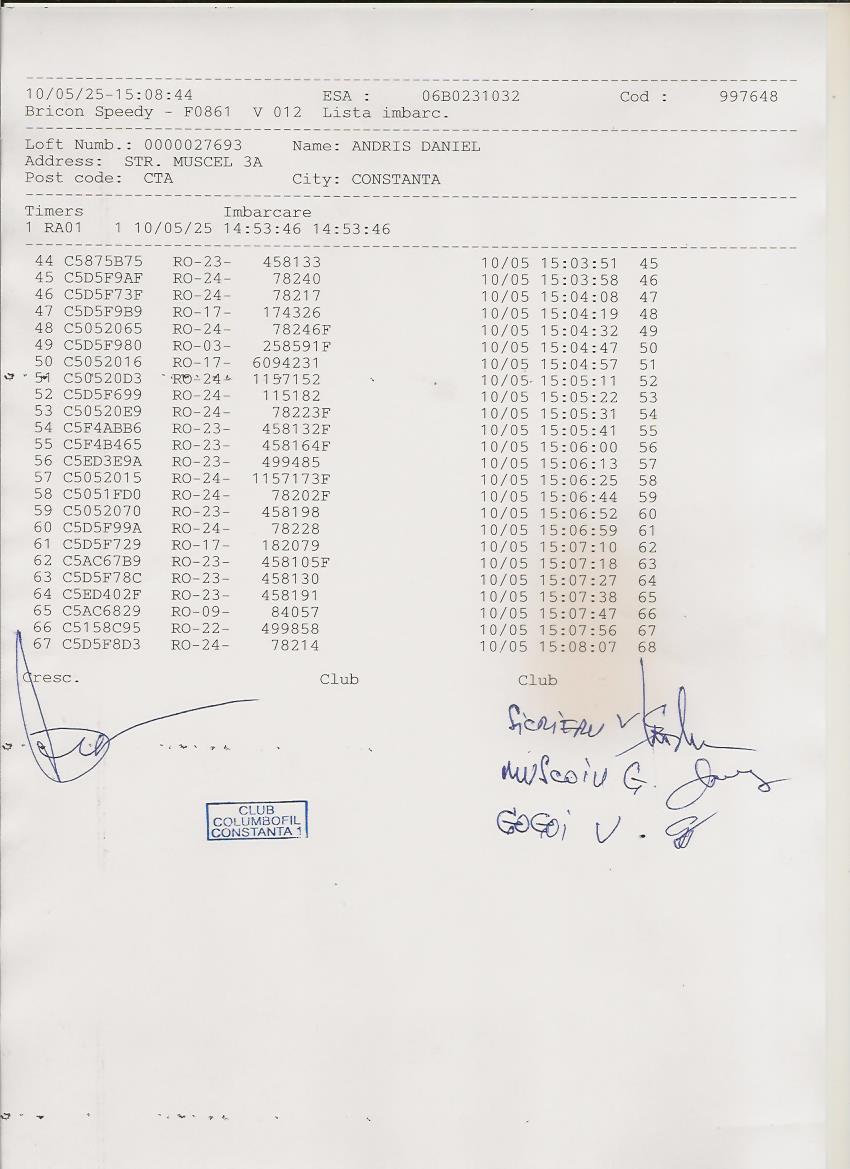 10/05/25-15:08:44 ESA : 06B0231032 Cod : 997648
Bricon Speedy - F0861 V 012 Lista imbarc.
Loft Numb.: 0000027693 Name: ANDRIS DANIEL
Address: STR. MUSCEL 3A
Post code: CTA City: CONSTANTA
Timers Imbarcare
1 RA01 1 10/05/25 14:53:46 14:53:46
44 C5875B75 RO-23- 458133 10/05 15:03:51 45
45 C5D5F9AF RO-24- 78240 10/05 15:03:58 46
46 C5D5F73F RO-24- 78217 10/05 15:04:08 47
47 C5D5F9B9 RO-17- 174326 10/05 15:04:19 48
48 C5052065 RO-24- 78246F 10/05 15:04:32 49
49 C5D5F980 RO-03- 258591F 10/05 15:04:47 50
50 C5052016 RO-17- 6094231 10/05 15:04:57 51
51 C50520D3 RO-24- 1157152 10/05 15:05:11 52
52 C5D5F699 RO-24- 115182 10/05 15:05:22 53
53 C50520E9 RO-24- 78223F 10/05 15:05:31 54
54 C5F4ABB6 RO-23- 458132F 10/05 15:05:41 55
55 C5F4B465 RO-23- 458164F 10/05 15:06:00 56
56 C5ED3E9A RO-23- 499485 10/05 15:06:13 57
57 C5052015 RO-24- 1157173F 10/05 15:06:25 58
58 C5051FD0 RO-24- 78202F 10/05 15:06:44 59
59 C5052070 RO-23- 458198 10/05 15:06:52 60
60 C5D5F99A RO-24- 78228 10/05 15:06:59 61
61 C5D5F729 RO-17- 182079 10/05 15:07:10 62
62 C5AC67B9 RO-23- 458105F 10/05 15:07:18 63
63 C5D5F78C RO-23- 458130 10/05 15:07:27 64
64 C5ED402F RO-23- 458191 10/05 15:07:38 65
65 C5AC6829 RO-09- 84057 10/05 15:07:47 66
66 C5158C95 RO-22- 499858 10/05 15:07:56 67
67 C5D5F8D3 RO-24- 78214 10/05 15:08:07 68
Cresc. Club Club
MUSCOIU G.
GOGOI V.
CLUB
COLUMBOFIL
CONSTANTA 1